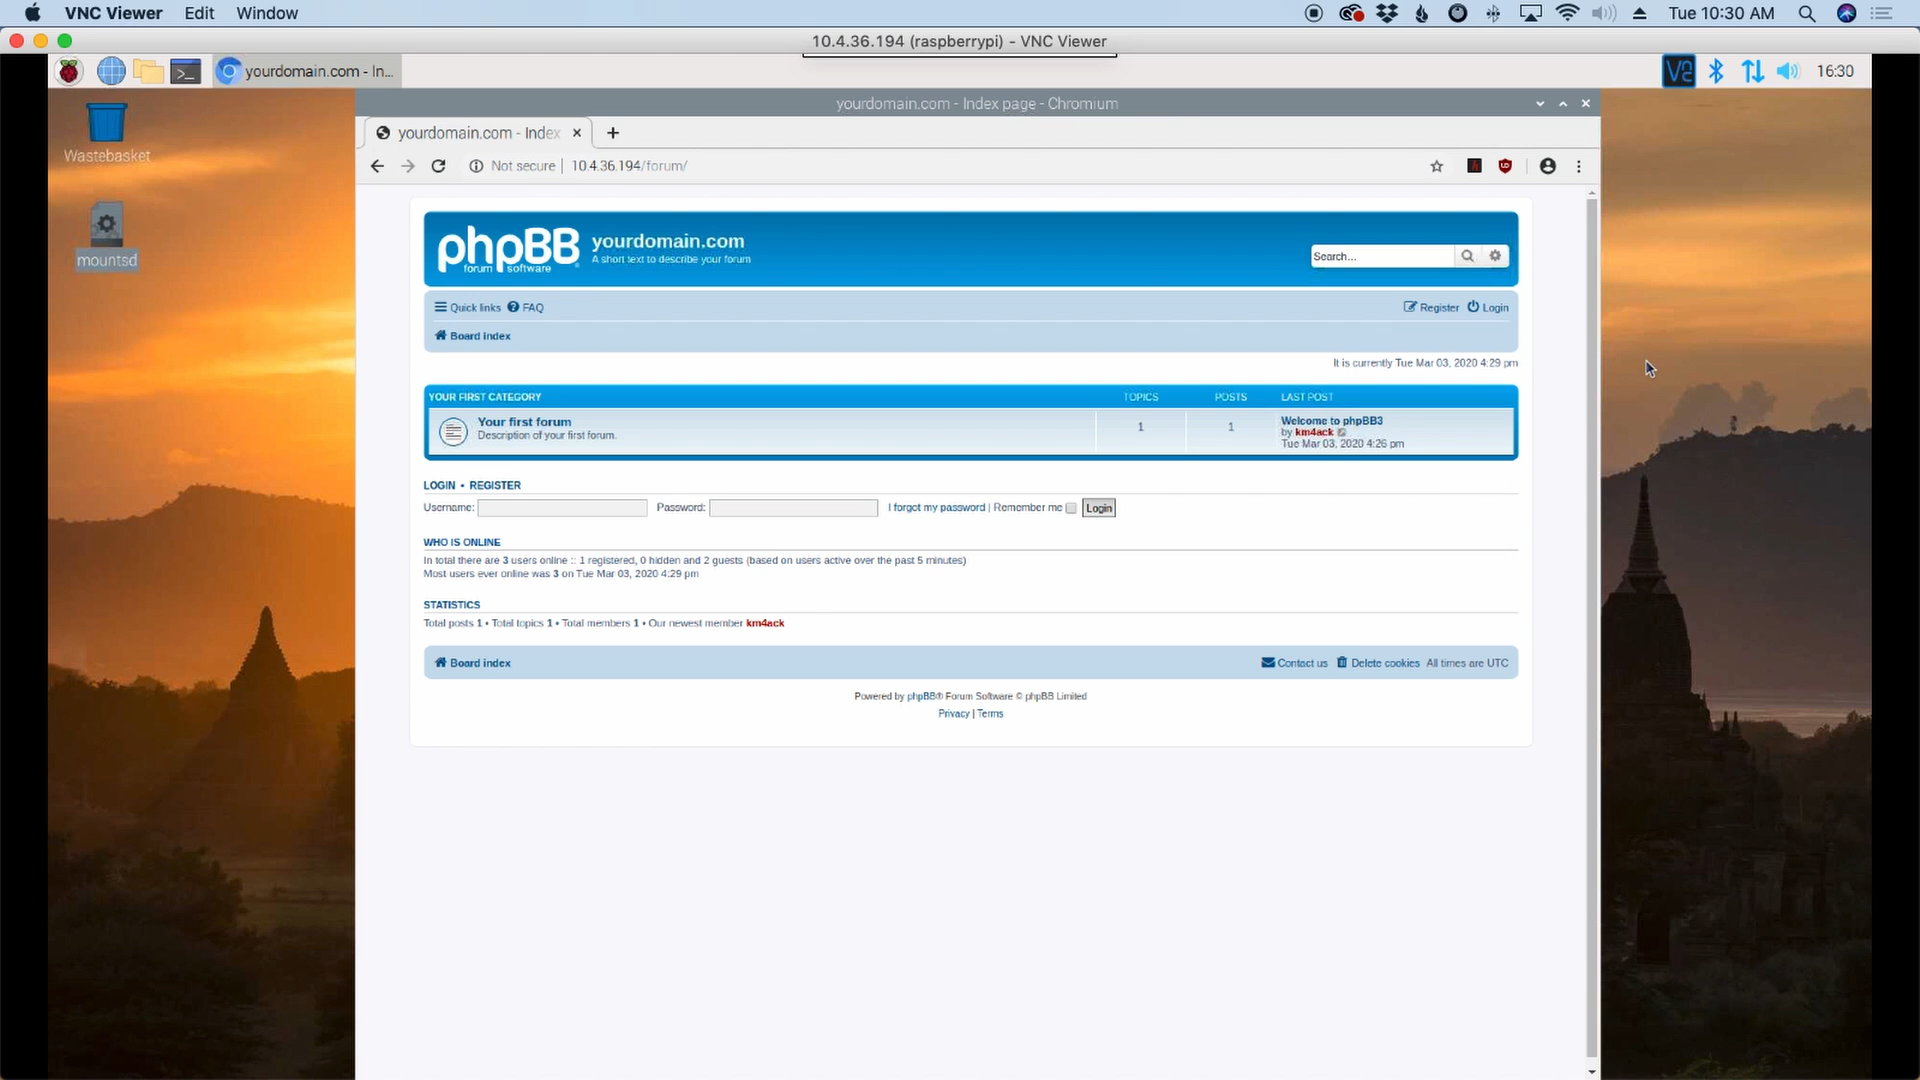 VNC Viewer Edit Window Tue 10:30 AM
10.4.36.194 (raspberrypi) - VNC Viewer
yourdomain.com - In... 16:30
Wastebasket
mountsd
yourdomain.com - Index page - Chromium
yourdomain.com - Index
Not secure | 10.4.36.194/forum/
phpBB
forum software
yourdomain.com
A short text to describe your forum
Search...
Quick links FAQ Register Login
Board index
It is currently Tue Mar 03, 2020 4:29 pm
YOUR FIRST CATEGORY TOPICS POSTS LAST POST
Your first forum
Description of your first forum.
1 1
Welcome to phpBB3
by km4ack
Tue Mar 03, 2020 4:26 pm
LOGIN • REGISTER
Username: Password: I forgot my password | Remember me Login
WHO IS ONLINE
In total there are 3 users online :: 1 registered, 0 hidden and 2 guests (based on users active over the past 5 minutes)
Most users ever online was 3 on Tue Mar 03, 2020 4:29 pm
STATISTICS
Total posts 1 • Total topics 1 • Total members 1 • Our newest member km4ack
Board index Contact us Delete cookies All times are UTC
Powered by phpBB® Forum Software © phpBB Limited
Privacy | Terms